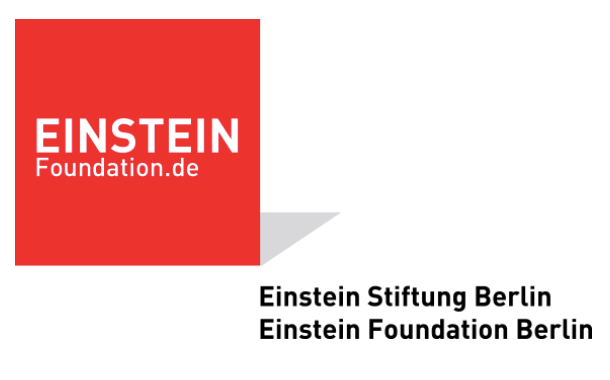 EINSTEIN
Foundation.de
Einstein Stiftung Berlin
Einstein Foundation Berlin